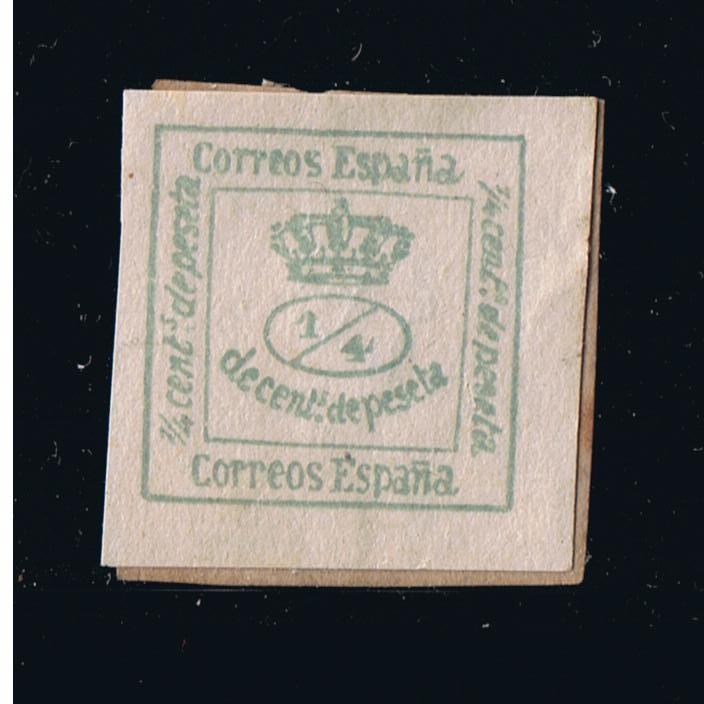 Correos España
¼ cent.s de peseta
¼ cent.s de peseta
1/4
de cent.s de peseta
Correos España